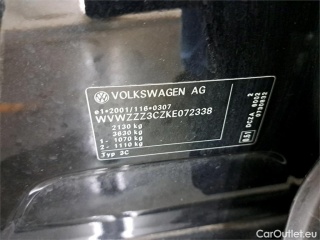 VOLKSWAGEN AG
e1*2001/116*0307
WVWZZZ3CZKE072338
2130 kg
3630 kg
1- 1070 kg
2- 1110 kg
Typ 3C
CarOutlet.eu